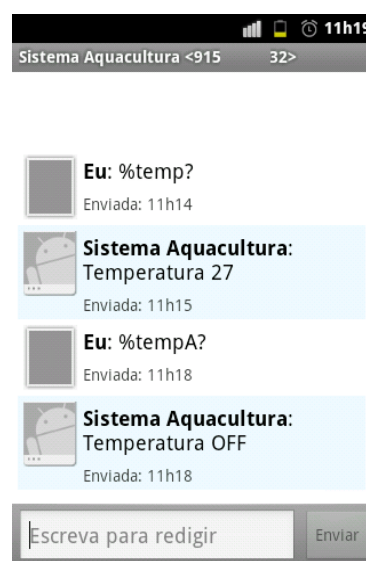 11h19
Sistema Aquacultura <915 32>
Eu: %temp?
Enviada: 11h14
Sistema Aquacultura:
Temperatura 27
Enviada: 11h15
Eu: %tempA?
Enviada: 11h18
Sistema Aquacultura:
Temperatura OFF
Enviada: 11h18
Escreva para redigir
Enviar